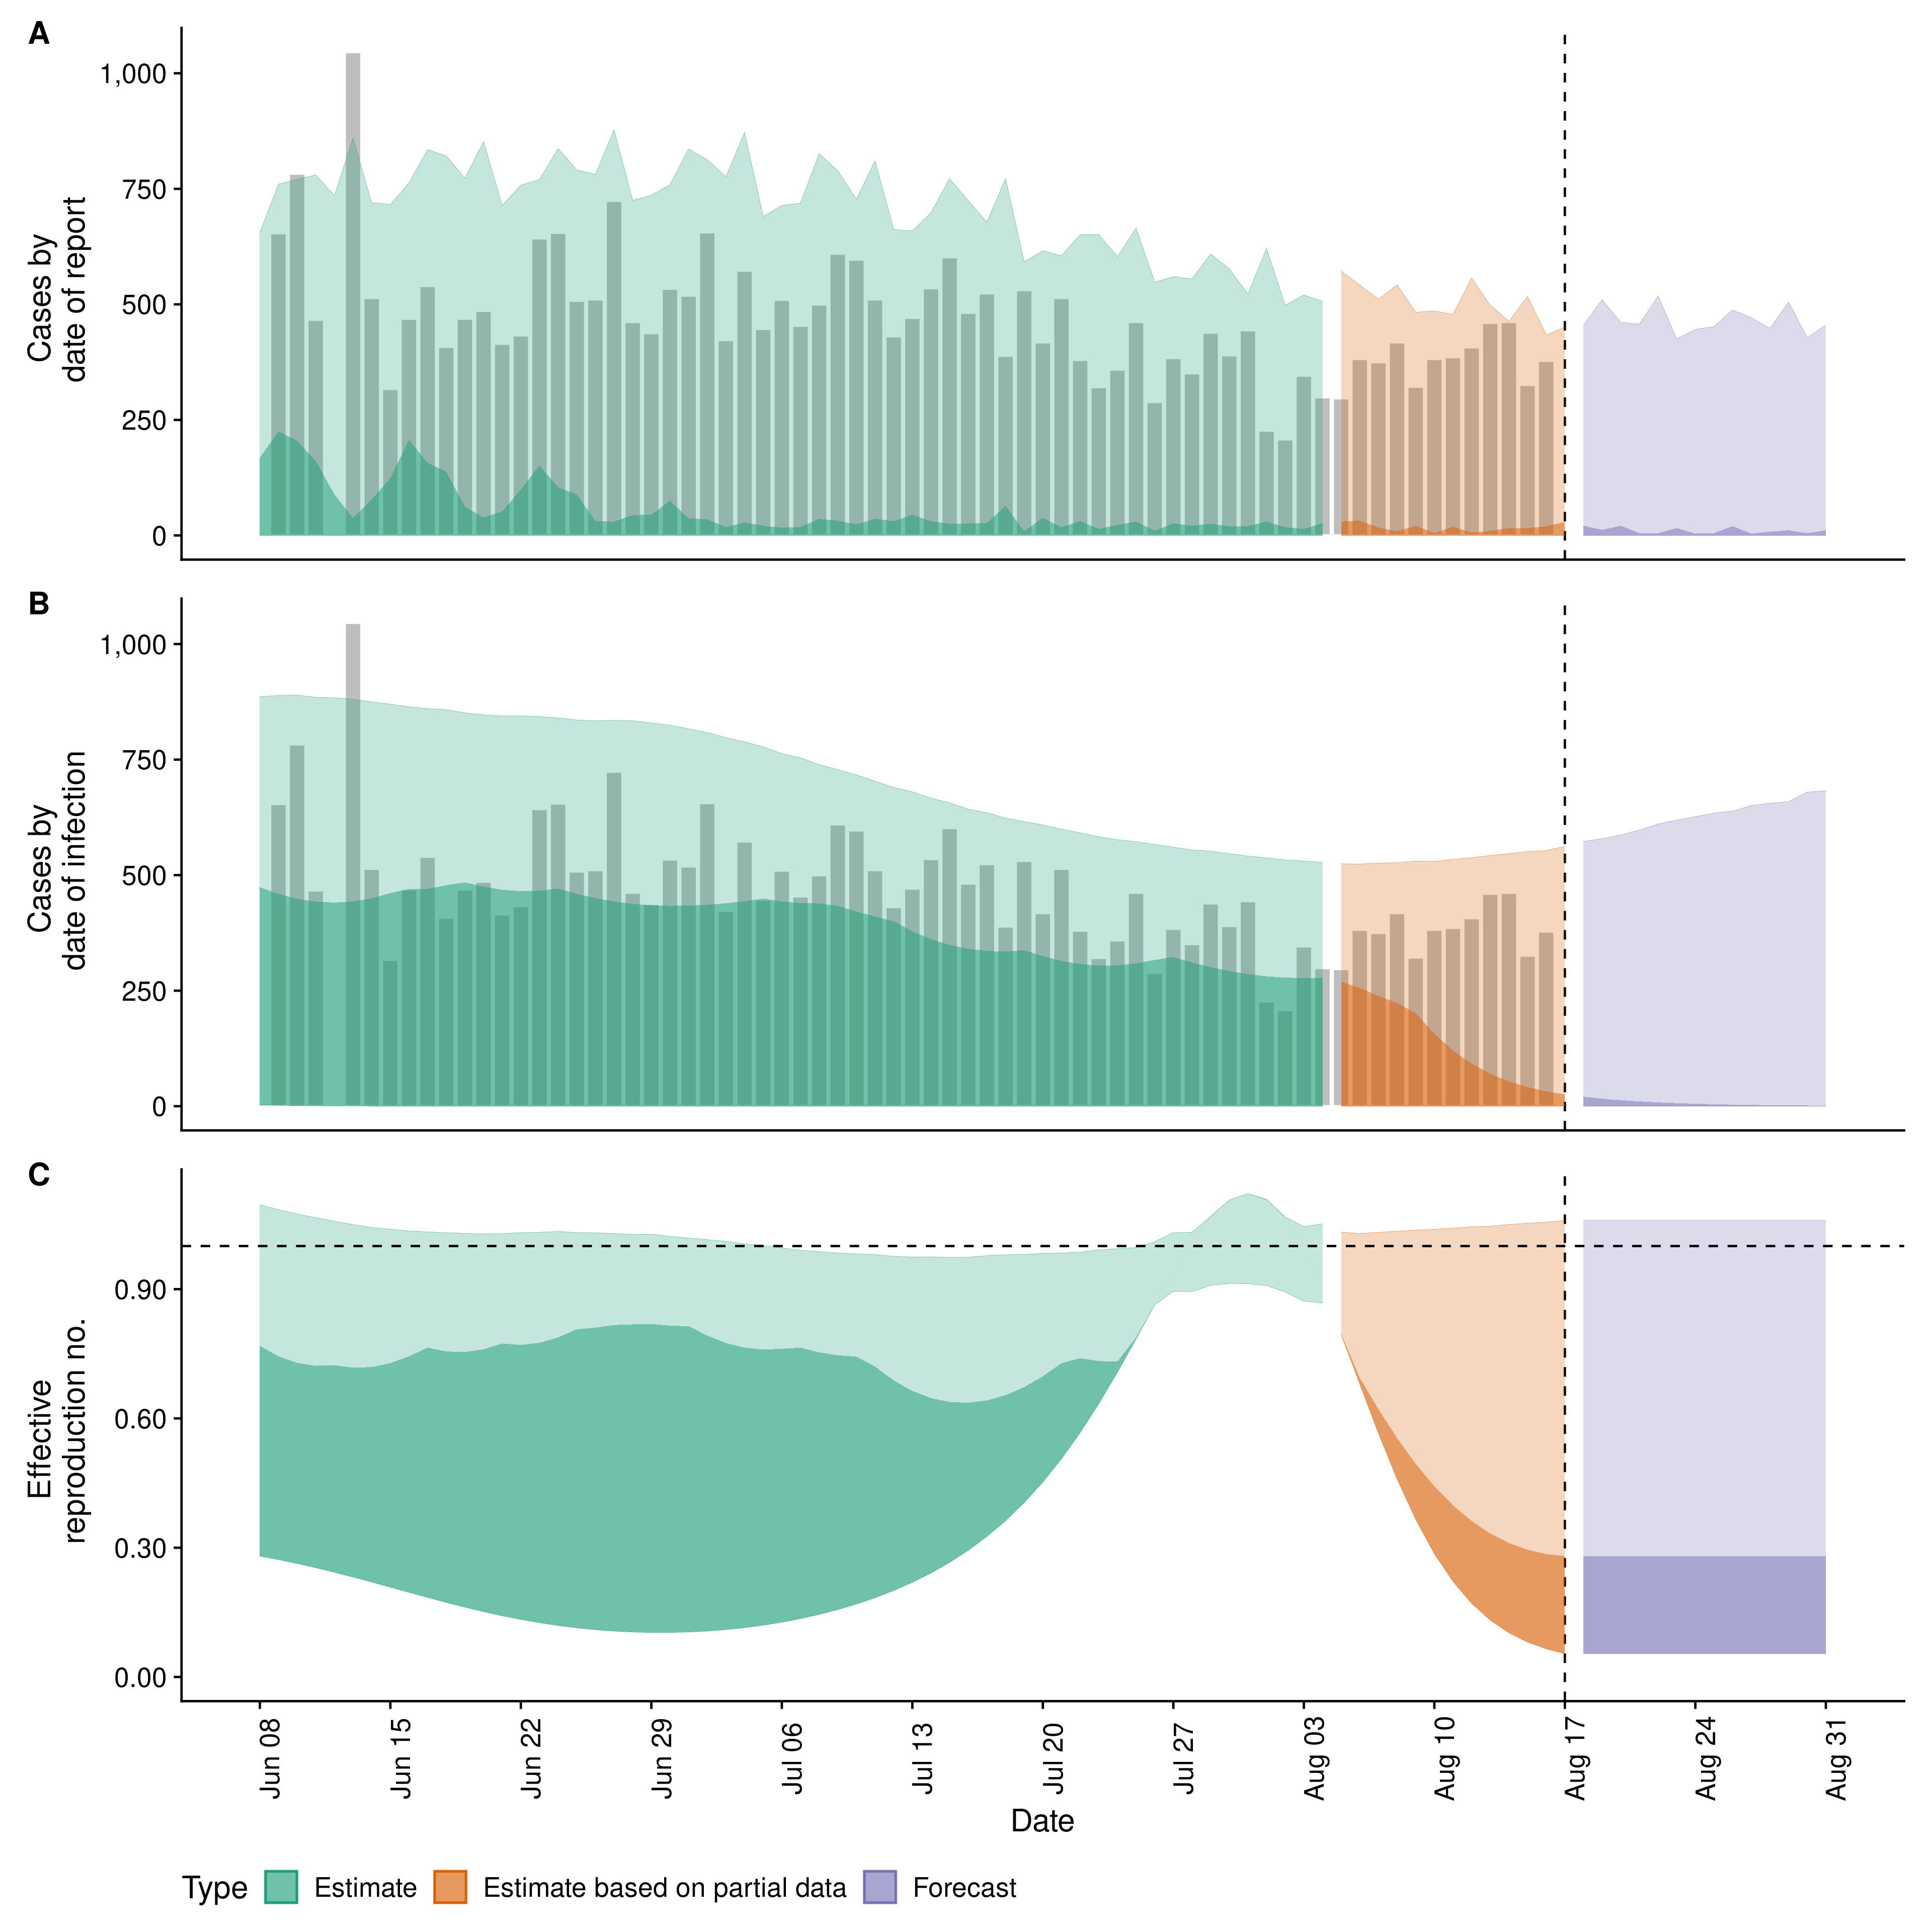 A
Cases by
date of report
1,000
750
500
250
0
B
Cases by
date of infection
1,000
750
500
250
0
C
Effective
reproduction no.
0.90
0.60
0.30
0.00
Jun 08
Jun 15
Jun 22
Jun 29
Jul 06
Jul 13
Jul 20
Jul 27
Aug 03
Aug 10
Aug 17
Aug 24
Aug 31
Date
Type Estimate Estimate based on partial data Forecast